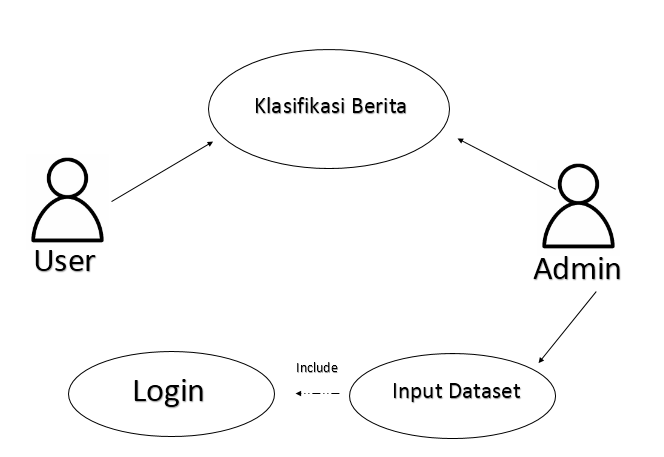 Klasifikasi Berita
User
Admin
Include
Login
Input Dataset